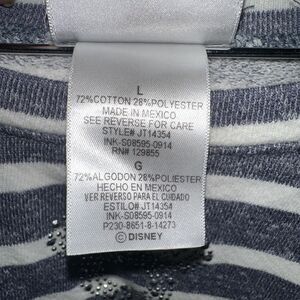 L
72%COTTON 28%POLYESTER
MADE IN MEXICO
SEE REVERSE FOR CARE
STYLE# JT14354
INK-S08595-0914
RN# 129855
G
72%ALGODON 28%POLIESTER
HECHO EN MEXICO
VER REVERSO PARA EL CUIDADO
ESTILO# JT14354
INK-S08595-0914
P230-8651-8-14273
©DISNEY